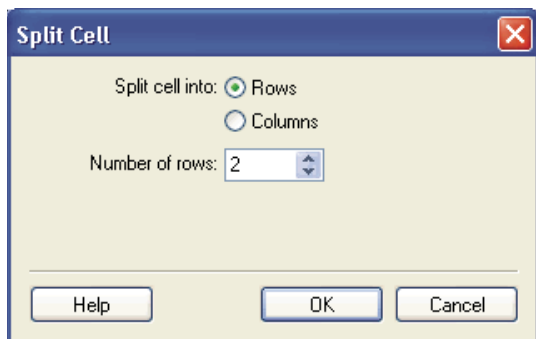 Split Cell
Split cell into: Rows
Columns
Number of rows: 2
Help OK Cancel